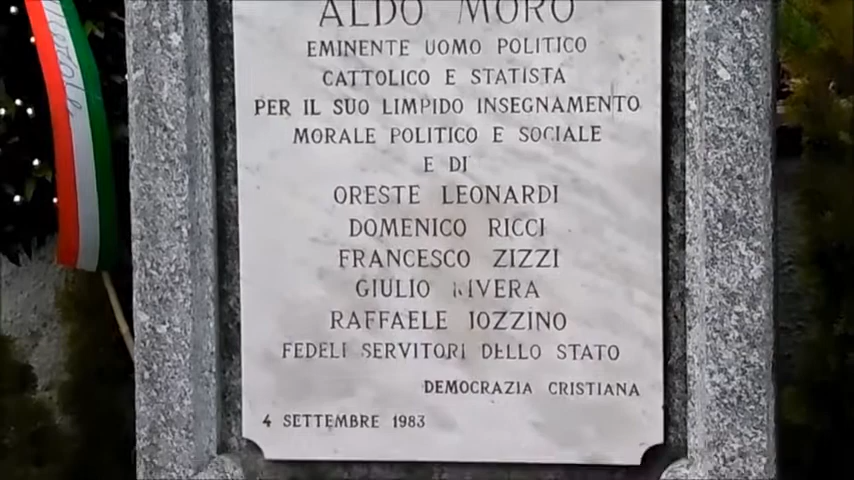 ALDO MORO
EMINENTE UOMO POLITICO
CATTOLICO E STATISTA
PER IL SUO LIMPIDO INSEGNAMENTO
MORALE POLITICO E SOCIALE
E DI
ORESTE LEONARDI
DOMENICO RICCI
FRANCESCO ZIZZI
GIULIO RIVERA
RAFFAELE IOZZINO
FEDELI SERVITORI DELLO STATO
DEMOCRAZIA CRISTIANA
4 SETTEMBRE 1983